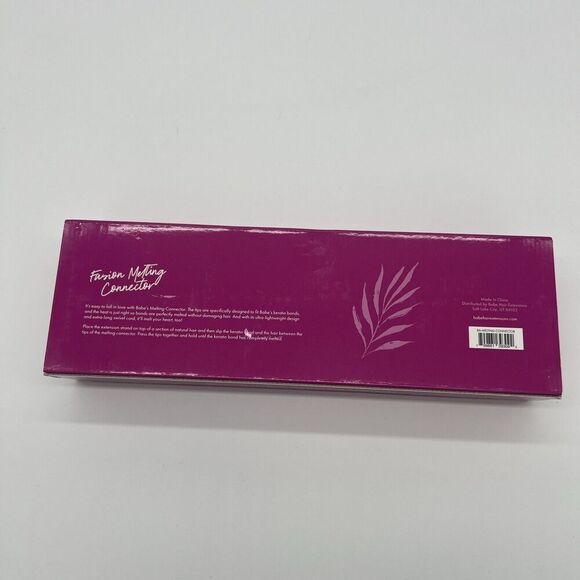 Fusion Melting
Connector
It's easy to fall in love with Babe's Melting Connector. The tips are specifically designed to fit Babe's keratin bonds,
and the heat is just right so bonds are perfectly melted without damaging hair. And with its ultra lightweight design
and extra-long swivel cord, it'll melt your heart, too!
Place the extension strand on top of a section of natural hair and then slip the keratin bond and the hair between the
tips of the melting connector. Press the tips together and hold until the keratin bond has completely melted.
Made in China
Distributed by Babe Hair Extensions
Salt Lake City, UT 84103
babehairextensions.com
BA-MELTING-CONNECTOR